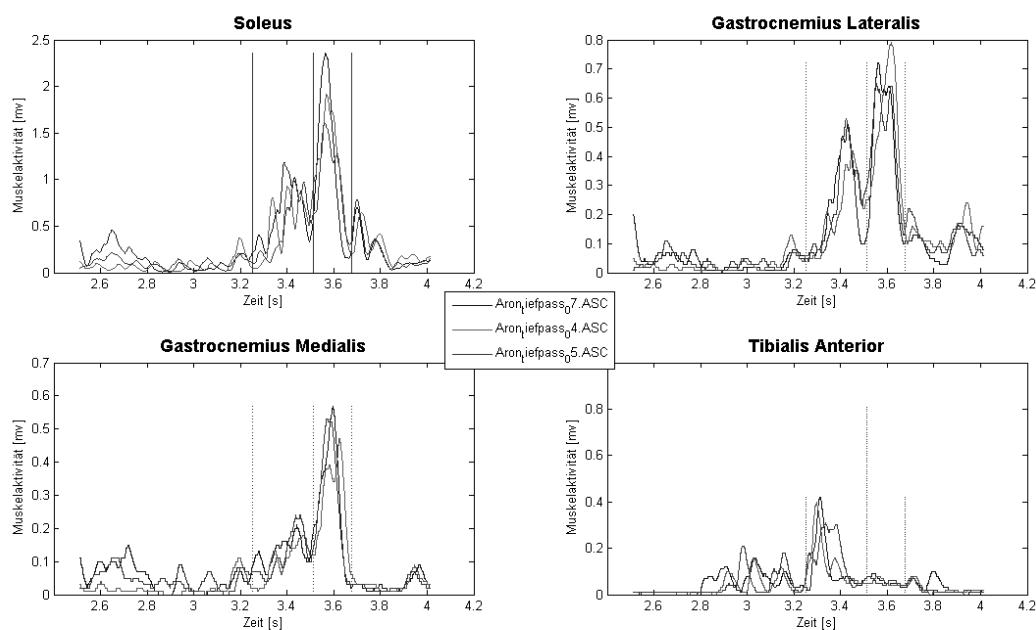 Soleus
2.5
2
1.5
1
0.5
0
2.6 2.8 3 3.2 3.4 3.6 3.8 4 4.2
Muskelaktivität [mv]
Zeit [s]
Gastrocnemius Lateralis
0.8
0.7
0.6
0.5
0.4
0.3
0.2
0.1
0
2.6 2.8 3 3.2 3.4 3.6 3.8 4 4.2
Muskelaktivität [mv]
Zeit [s]
Aron_tiefpass_07.ASC
Aron_tiefpass_04.ASC
Aron_tiefpass_05.ASC
Gastrocnemius Medialis
0.7
0.6
0.5
0.4
0.3
0.2
0.1
0
2.6 2.8 3 3.2 3.4 3.6 3.8 4 4.2
Muskelaktivität [mv]
Zeit [s]
Tibialis Anterior
0.8
0.6
0.4
0.2
0
2.6 2.8 3 3.2 3.4 3.6 3.8 4 4.2
Muskelaktivität [mv]
Zeit [s]